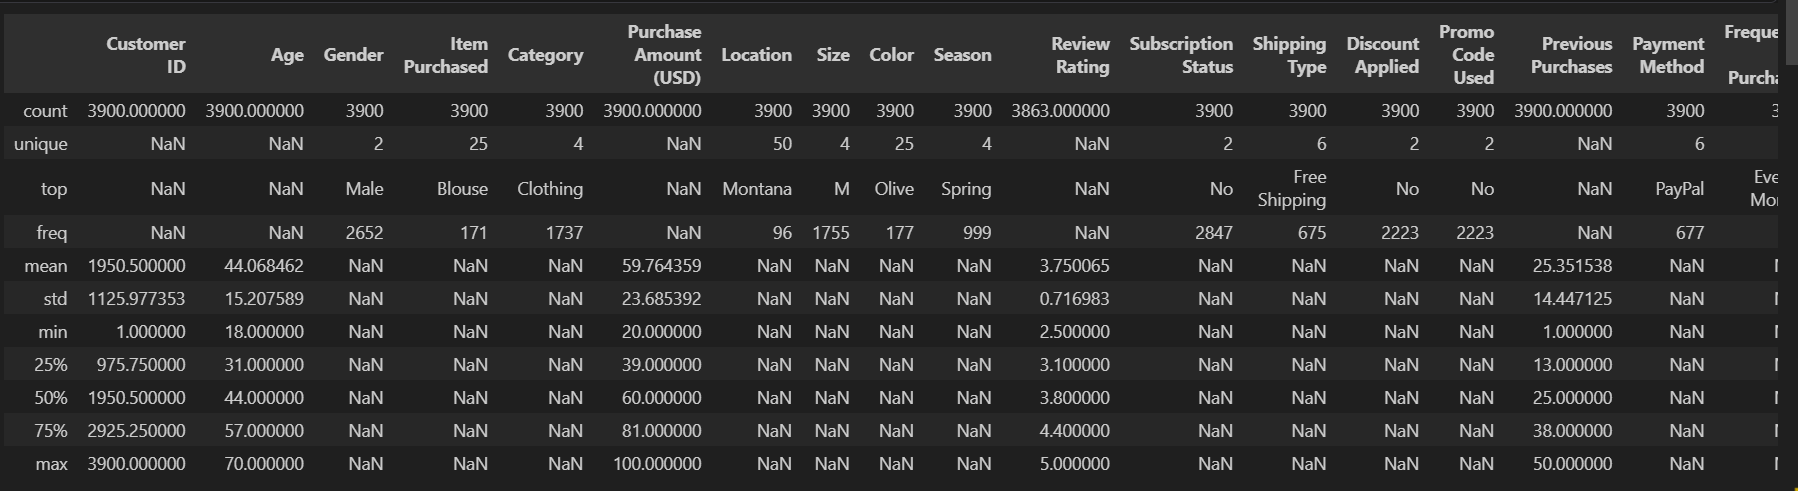 Customer ID Age Gender Item Purchased Category Purchase Amount (USD) Location Size Color Season Review Rating Subscription Status Shipping Type Discount Applied Promo Code Used Previous Purchases Payment Method
count 3900.000000 3900.000000 3900 3900 3900 3900.000000 3900 3900 3900 3900 3863.000000 3900 3900 3900 3900 3900.000000 3900
unique NaN NaN 2 25 4 NaN 50 4 25 4 NaN 2 6 2 2 NaN 6
top NaN NaN Male Blouse Clothing NaN Montana M Olive Spring NaN No Free Shipping No No NaN PayPal
freq NaN NaN 2652 171 1737 NaN 96 1755 177 999 NaN 2847 675 2223 2223 NaN 677
mean 1950.500000 44.068462 NaN NaN NaN 59.764359 NaN NaN NaN NaN 3.750065 NaN NaN NaN NaN 25.351538 NaN
std 1125.977353 15.207589 NaN NaN NaN 23.685392 NaN NaN NaN NaN 0.716983 NaN NaN NaN NaN 14.447125 NaN
min 1.000000 18.000000 NaN NaN NaN 20.000000 NaN NaN NaN NaN 2.500000 NaN NaN NaN NaN 1.000000 NaN
25% 975.750000 31.000000 NaN NaN NaN 39.000000 NaN NaN NaN NaN 3.100000 NaN NaN NaN NaN 13.000000 NaN
50% 1950.500000 44.000000 NaN NaN NaN 60.000000 NaN NaN NaN NaN 3.800000 NaN NaN NaN NaN 25.000000 NaN
75% 2925.250000 57.000000 NaN NaN NaN 81.000000 NaN NaN NaN NaN 4.400000 NaN NaN NaN NaN 38.000000 NaN
max 3900.000000 70.000000 NaN NaN NaN 100.000000 NaN NaN NaN NaN 5.000000 NaN NaN NaN NaN 50.000000 NaN